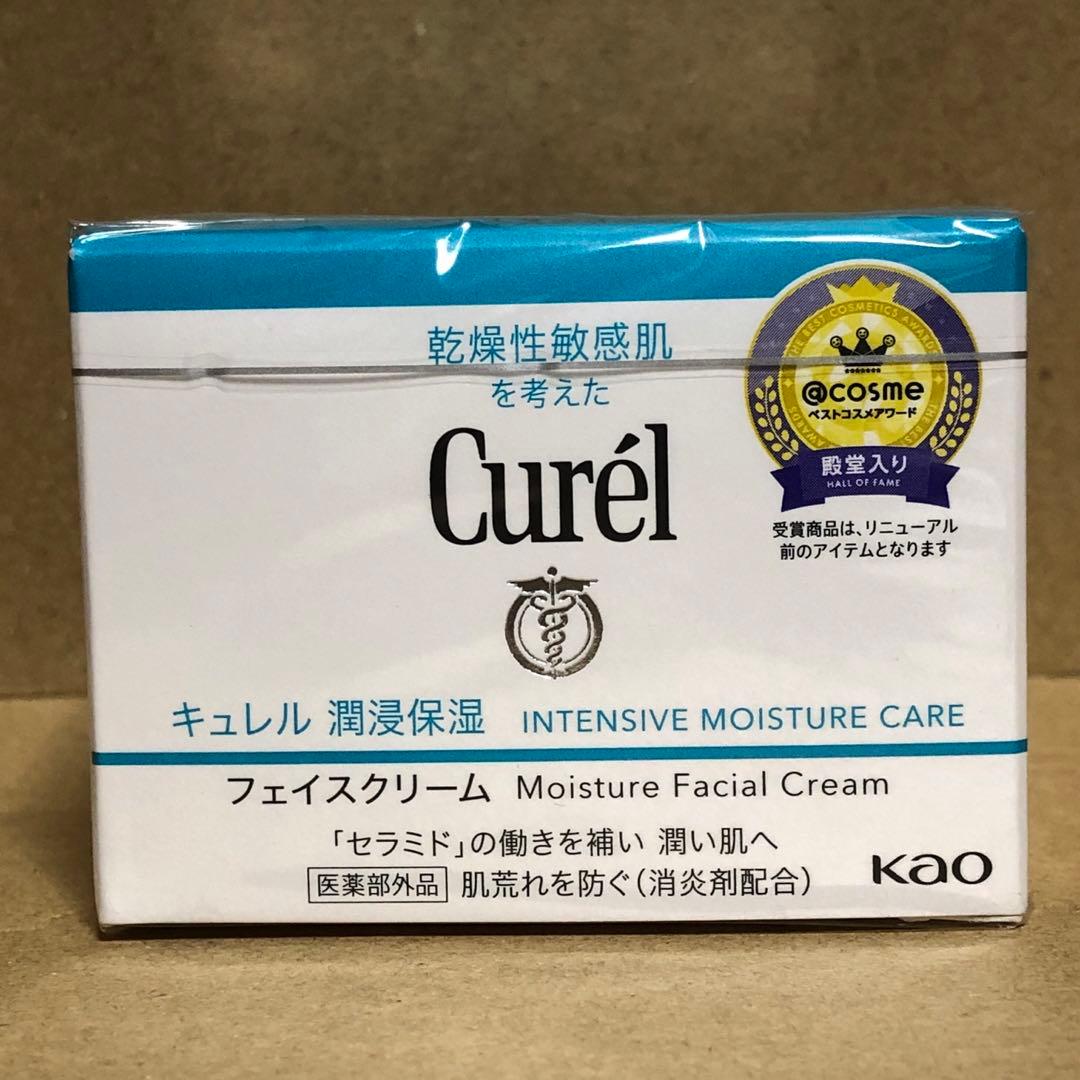 乾燥性敏感肌
を考えた
Curél
THE BEST COSMETICS AWARDS
@cosme
ベストコスメアワード
殿堂入り
HALL OF FAME
受賞商品は、リニューアル
前のアイテムとなります
キュレル 潤浸保湿 INTENSIVE MOISTURE CARE
フェイスクリーム Moisture Facial Cream
「セラミド」の働きを補い 潤い肌へ
医薬部外品 肌荒れを防ぐ（消炎剤配合）
Kao